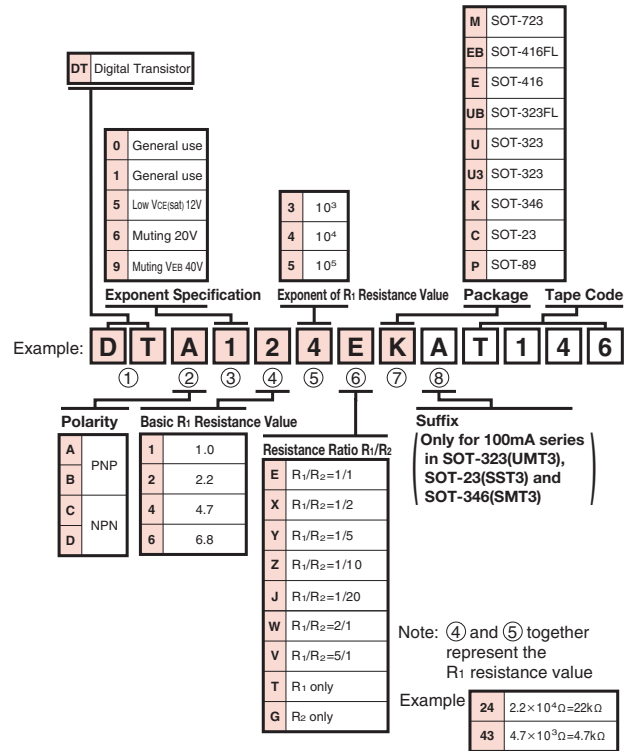 DT Digital Transistor
M SOT-723
EB SOT-416FL
E SOT-416
UB SOT-323FL
U SOT-323
U3 SOT-323
K SOT-346
C SOT-23
P SOT-89
0 General use
1 General use
5 Low VCE(sat) 12V
6 Muting 20V
9 Muting VEB 40V
3 10³
4 10⁴
5 10⁵
Exponent Specification
Exponent of R1 Resistance Value
Package
Tape Code
Example: D T A 1 2 4 E K A T 1 4 6
① ② ③ ④ ⑤ ⑥ ⑦ ⑧
Polarity
A
B
PNP
C
D
NPN
Basic R1 Resistance Value
1 1.0
2 2.2
4 4.7
6 6.8
Resistance Ratio R1/R2
E R1/R2=1/1
X R1/R2=1/2
Y R1/R2=1/5
Z R1/R2=1/10
J R1/R2=1/20
W R1/R2=2/1
V R1/R2=5/1
T R1 only
G R2 only
Suffix
(Only for 100mA series
in SOT-323(UMT3),
SOT-23(SST3) and
SOT-346(SMT3))
Note: ④ and ⑤ together
represent the
R1 resistance value
Example
24 2.2×10⁴Ω=22kΩ
43 4.7×10³Ω=4.7kΩ